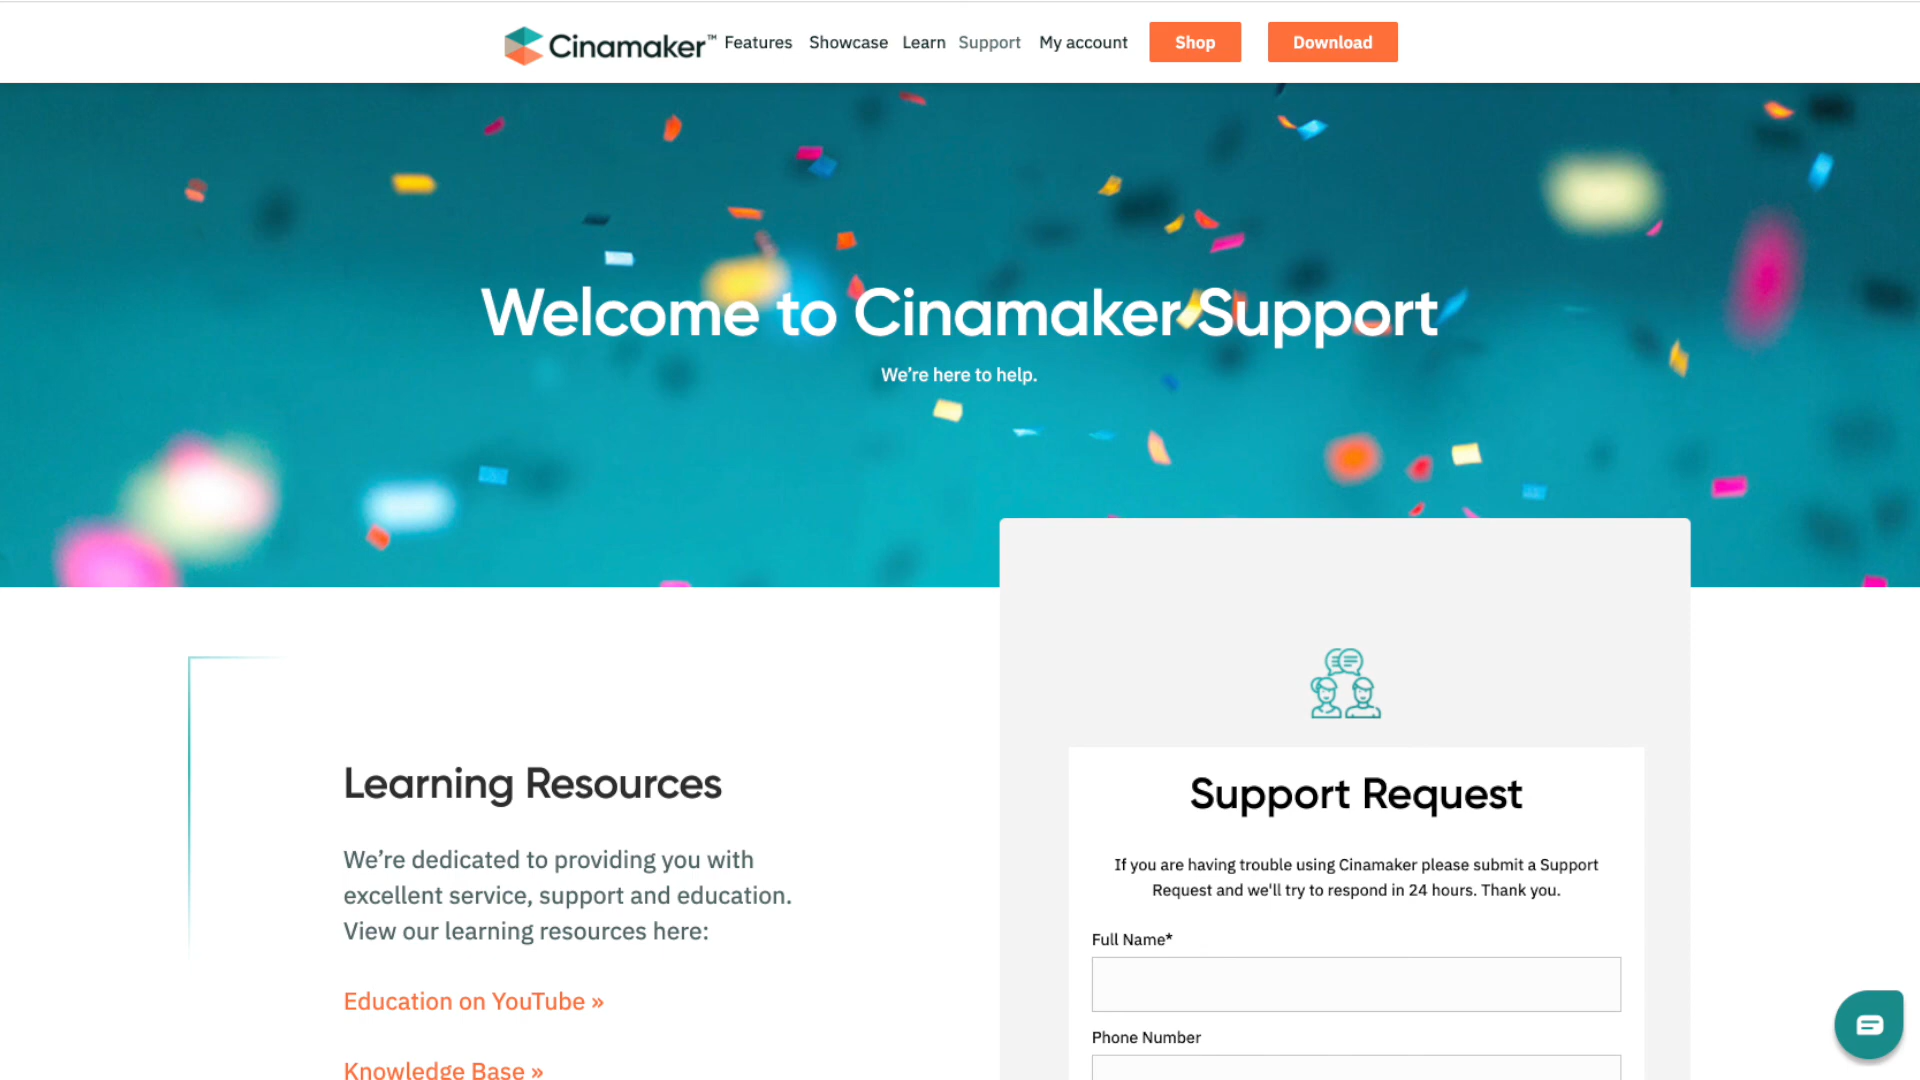 Cinamaker™ Features Showcase Learn Support My account Shop Download
Welcome to Cinamaker Support
We're here to help.
Learning Resources
We're dedicated to providing you with
excellent service, support and education.
View our learning resources here:
Education on YouTube »
Knowledge Base »
Support Request
If you are having trouble using Cinamaker please submit a Support
Request and we'll try to respond in 24 hours. Thank you.
Full Name*
Phone Number